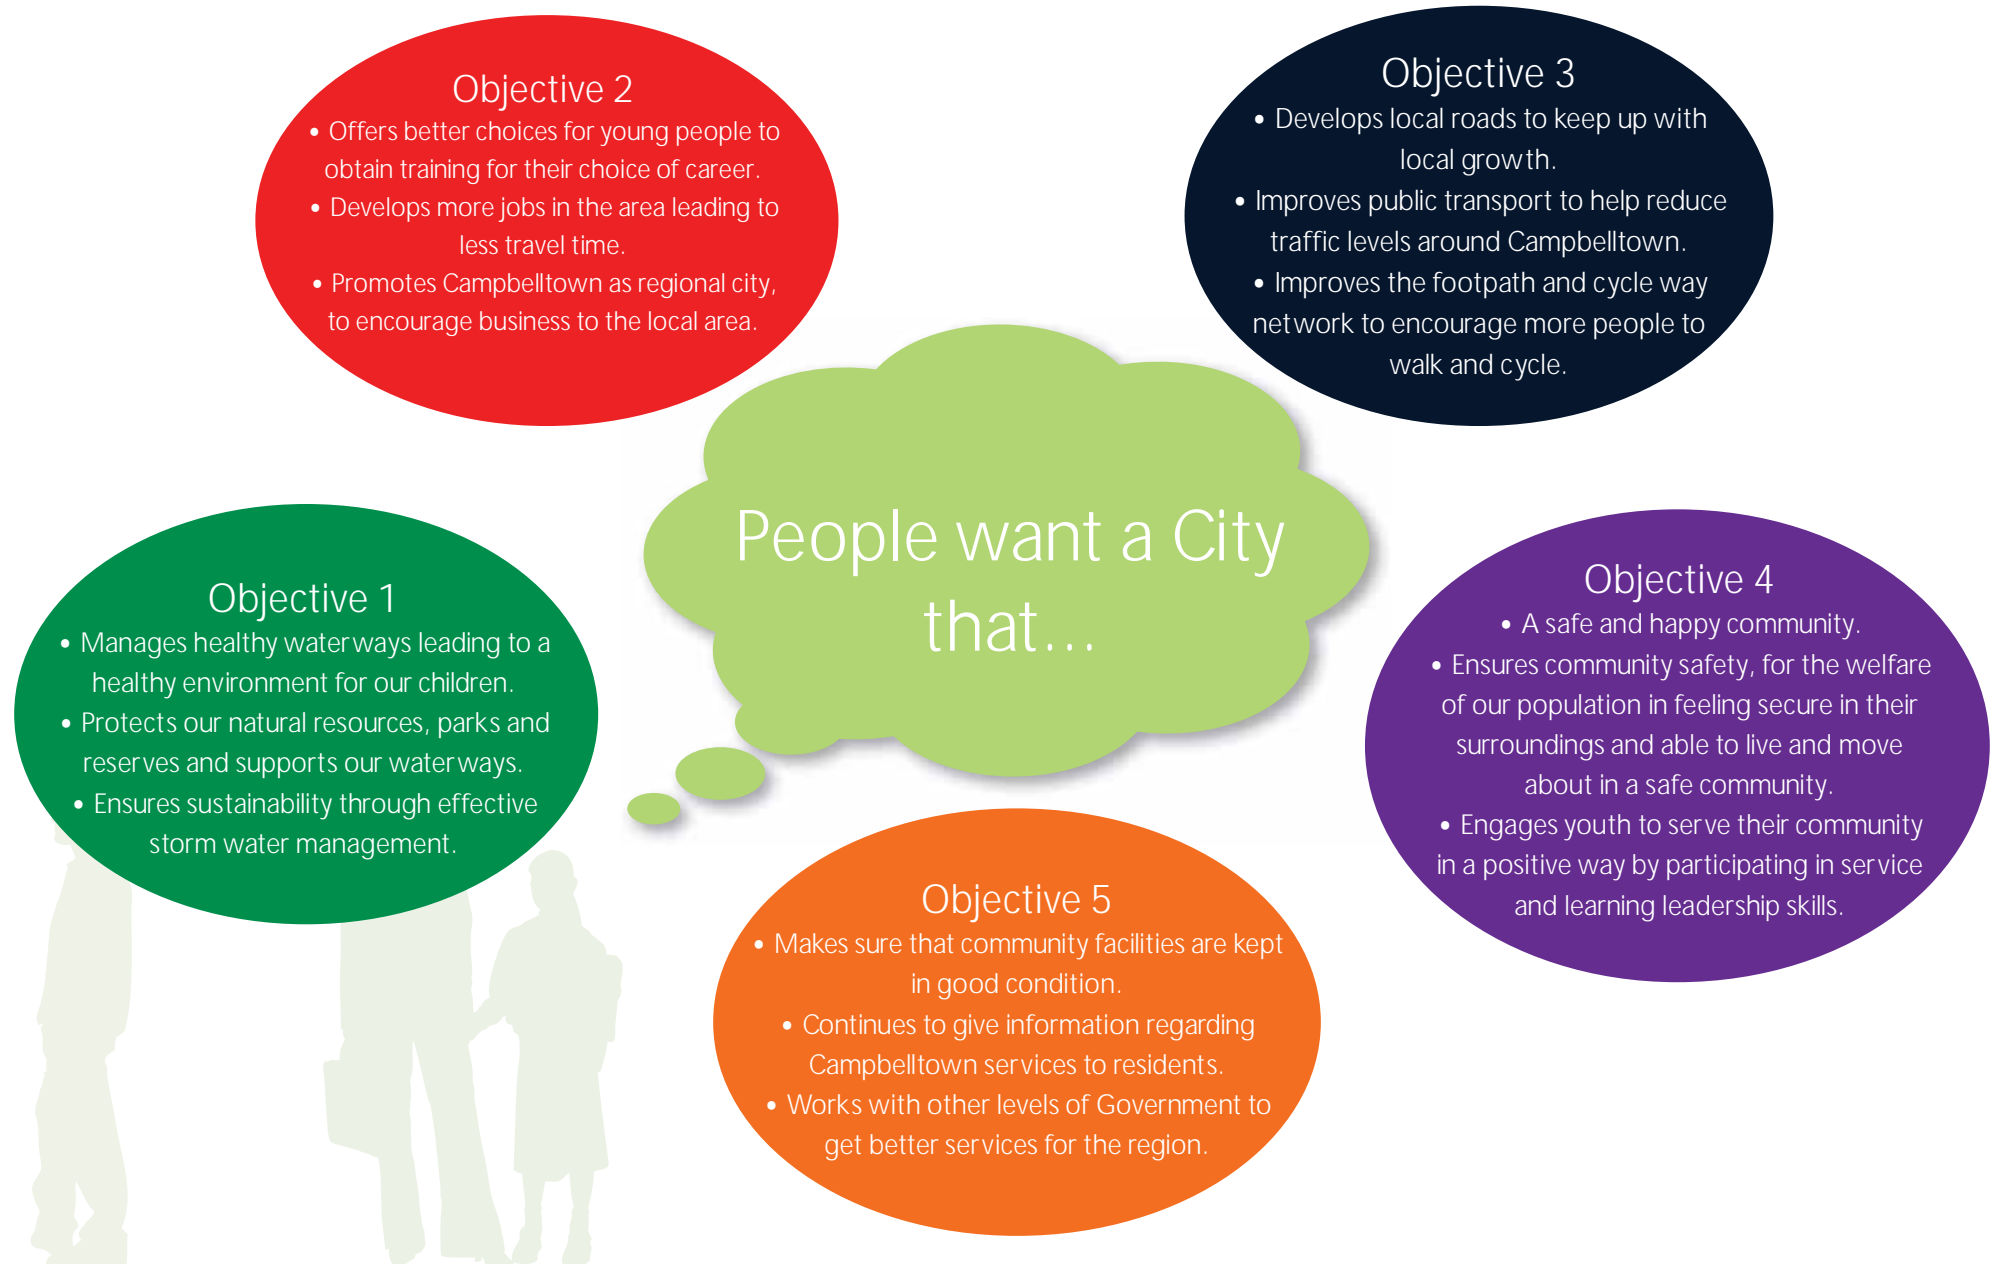 Objective 2
• Offers better choices for young people to
obtain training for their choice of career.
• Develops more jobs in the area leading to
less travel time.
• Promotes Campbelltown as regional city,
to encourage business to the local area.
Objective 3
• Develops local roads to keep up with
local growth.
• Improves public transport to help reduce
traffic levels around Campbelltown.
• Improves the footpath and cycle way
network to encourage more people to
walk and cycle.
People want a City
that...
Objective 1
• Manages healthy waterways leading to a
healthy environment for our children.
• Protects our natural resources, parks and
reserves and supports our waterways.
• Ensures sustainability through effective
storm water management.
Objective 4
• A safe and happy community.
• Ensures community safety, for the welfare
of our population in feeling secure in their
surroundings and able to live and move
about in a safe community.
• Engages youth to serve their community
in a positive way by participating in service
and learning leadership skills.
Objective 5
• Makes sure that community facilities are kept
in good condition.
• Continues to give information regarding
Campbelltown services to residents.
• Works with other levels of Government to
get better services for the region.